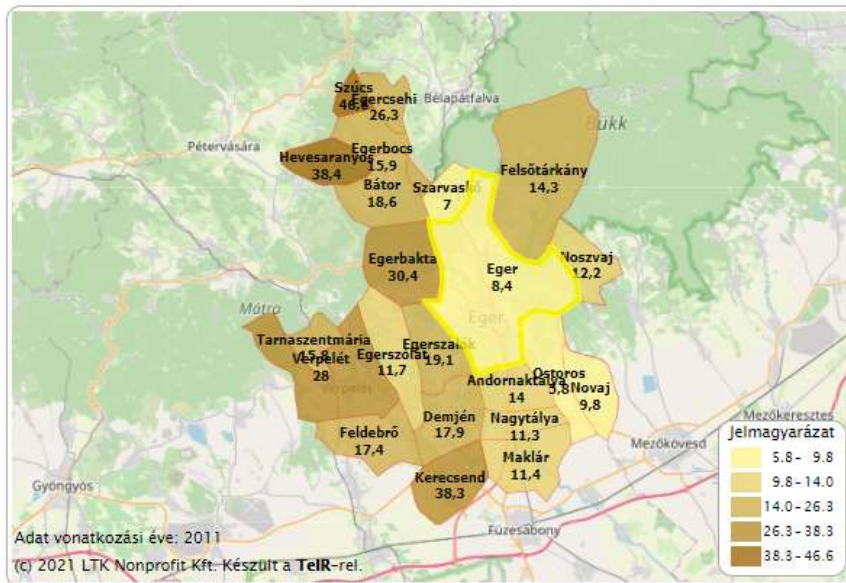 Szúcs
Egercsehi
26,3
Bélapátfalva
Bükk
Pétervására
Egerbocs
15,9
Hevesaranyos
38,4
Bátor
18,6
Szarvaskő
7
Felsőtárkány
14,3
Egerbakta
30,4
Eger
8,4
Noszvaj
12,2
Mátra
Eger
Tarnaszentmária
15,8
Verpelét
28
Verpelét
Egerszólát
11,7
Egerszalók
19,1
Andornaktálya
14
Ostoros
5,8
Novaj
9,8
Nagytálya
11,3
Demjén
17,9
Feldebrő
17,4
Maklár
11,4
Kerecsend
38,3
Mezőkeresztes
Mezőkövesd
Gyöngyös
Füzesabony
Jelmagyarázat
5.8- 9.8
9.8-14.0
14.0-26.3
26.3-38.3
38.3-46.6
Adat vonatkozási éve: 2011
(c) 2021 LTK Nonprofit Kft. Készült a TeIR-rel.